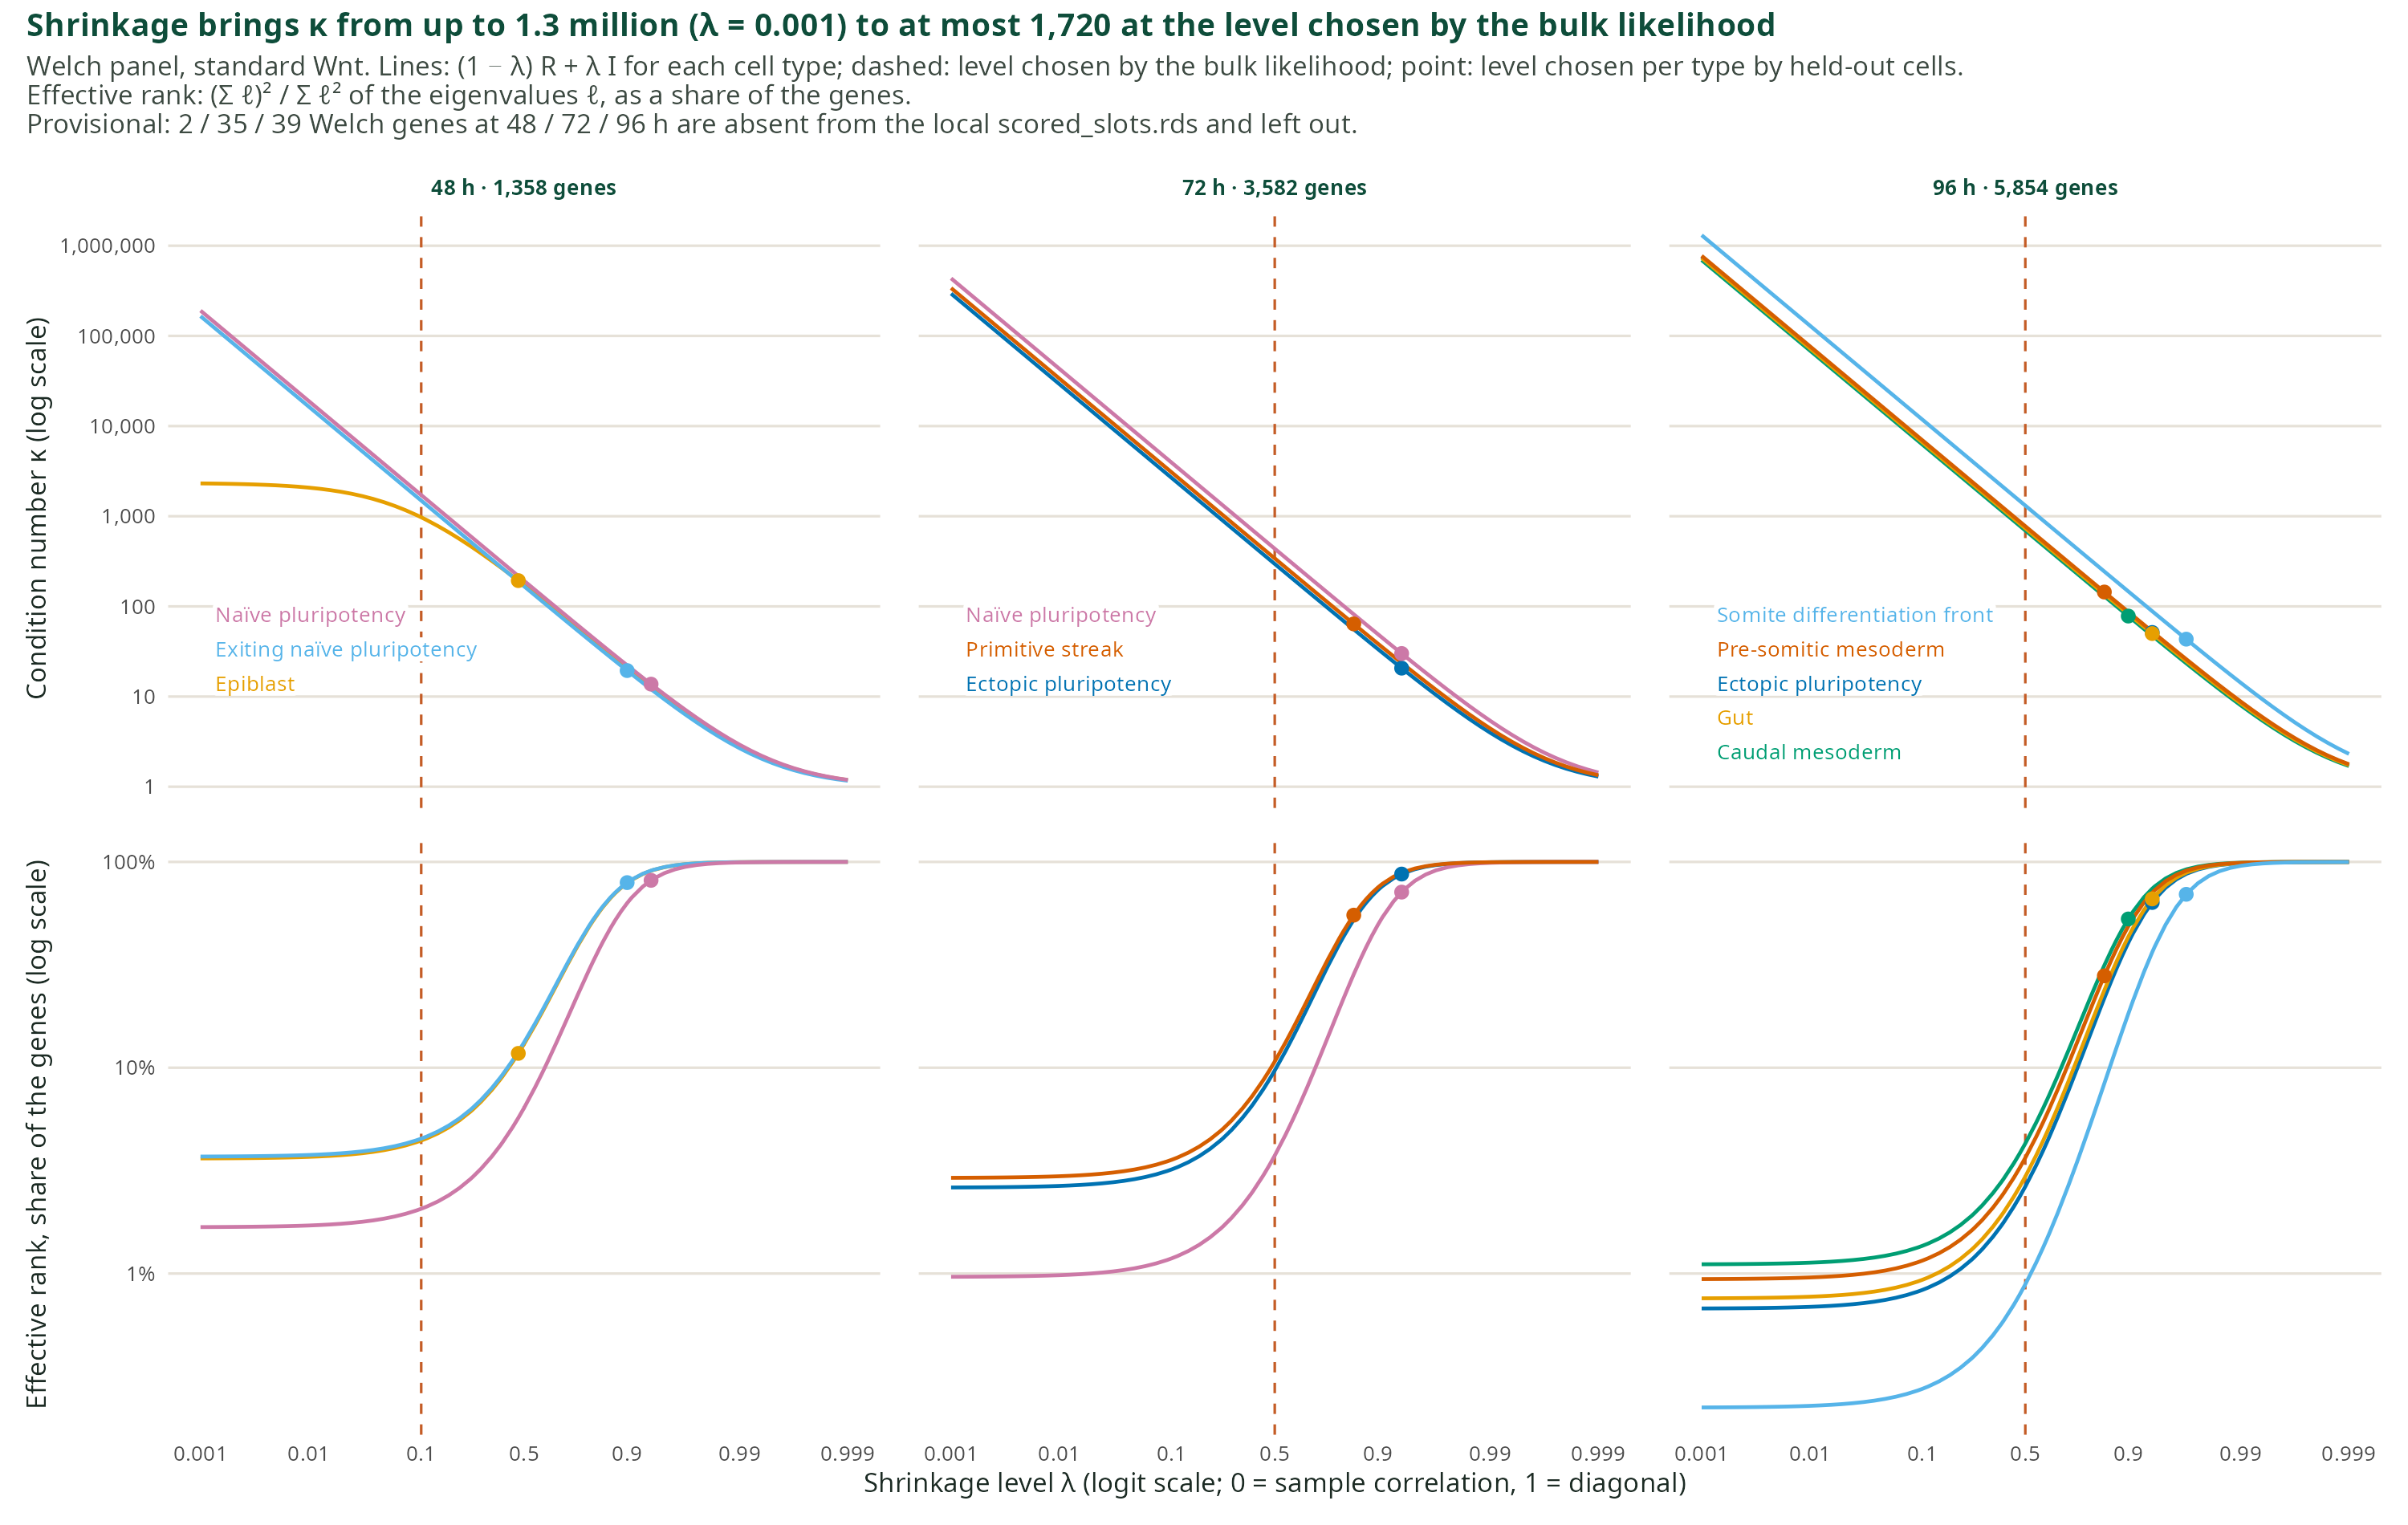 Shrinkage brings κ from up to 1.3 million (λ = 0.001) to at most 1,720 at the level chosen by the bulk likelihood
Welch panel, standard Wnt. Lines: (1 − λ) R + λ I for each cell type; dashed: level chosen by the bulk likelihood; point: level chosen per type by held-out cells.
Effective rank: (Σ ℓ)² / Σ ℓ² of the eigenvalues ℓ, as a share of the genes.
Provisional: 2 / 35 / 39 Welch genes at 48 / 72 / 96 h are absent from the local scored_slots.rds and left out.
48 h · 1,358 genes
72 h · 3,582 genes
96 h · 5,854 genes
Condition number κ (log scale)
1,000,000
100,000
10,000
1,000
100
10
1
Naïve pluripotency
Exiting naïve pluripotency
Epiblast
Naïve pluripotency
Primitive streak
Ectopic pluripotency
Somite differentiation front
Pre-somitic mesoderm
Ectopic pluripotency
Gut
Caudal mesoderm
Effective rank, share of the genes (log scale)
100%
10%
1%
0.001 0.01 0.1 0.5 0.9 0.99 0.999
0.001 0.01 0.1 0.5 0.9 0.99 0.999
0.001 0.01 0.1 0.5 0.9 0.99 0.999
Shrinkage level λ (logit scale; 0 = sample correlation, 1 = diagonal)